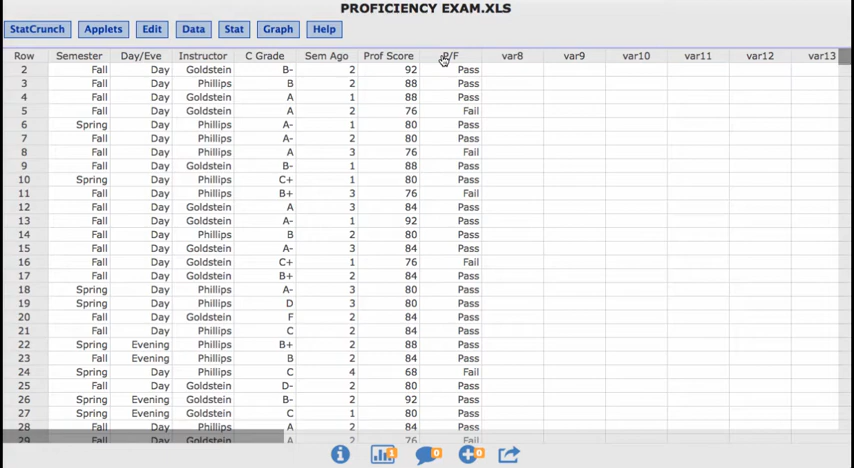 PROFICIENCY EXAM.XLS
StatCrunch Applets Edit Data Stat Graph Help
Row Semester Day/Eve Instructor C Grade Sem Ago Prof Score P/F var8 var9 var10 var11 var12 var13
2 Fall Day Goldstein B- 2 92 Pass
3 Fall Day Phillips B 2 88 Pass
4 Fall Day Goldstein A 1 88 Pass
5 Fall Day Goldstein A 2 76 Fail
6 Spring Day Phillips A- 1 80 Pass
7 Fall Day Phillips A- 2 80 Pass
8 Fall Day Phillips A 3 76 Fail
9 Fall Day Goldstein B- 1 88 Pass
10 Spring Day Phillips C+ 1 80 Pass
11 Fall Day Phillips B+ 3 76 Fail
12 Fall Day Goldstein A 3 84 Pass
13 Fall Day Goldstein A- 1 92 Pass
14 Fall Day Phillips B 2 80 Pass
15 Fall Day Goldstein A- 3 84 Pass
16 Fall Day Goldstein C+ 1 76 Fail
17 Fall Day Goldstein B+ 2 84 Pass
18 Spring Day Phillips A- 3 80 Pass
19 Spring Day Phillips D 3 80 Pass
20 Fall Day Goldstein F 2 84 Pass
21 Fall Day Phillips C 2 84 Pass
22 Spring Evening Phillips B+ 2 88 Pass
23 Fall Evening Phillips B 2 84 Pass
24 Spring Day Phillips C 4 68 Fail
25 Fall Day Goldstein D- 2 80 Pass
26 Spring Evening Goldstein B- 2 92 Pass
27 Spring Evening Goldstein C 1 80 Pass
28 Fall Day Phillips A 2 84 Pass
29 Fall Day Goldstein A 2 76 Fail
1 0 0